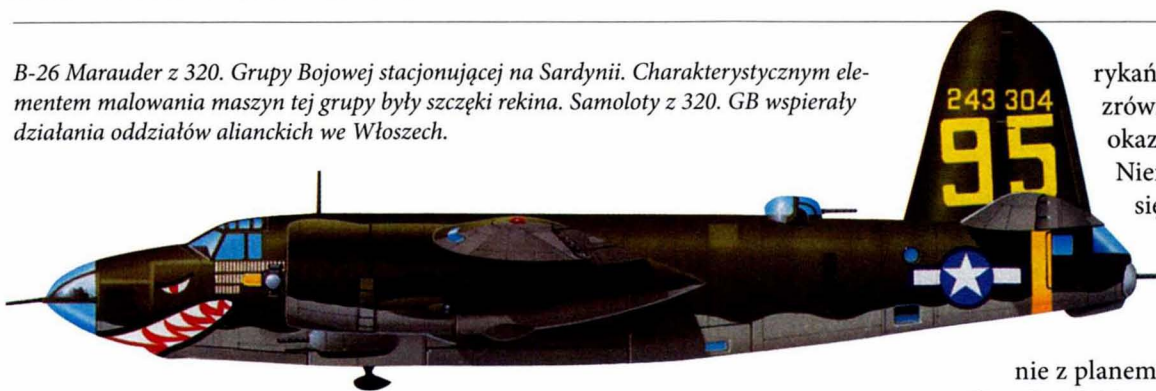 B-26 Marauder z 320. Grupy Bojowej stacjonującej na Sardynii. Charakterystycznym ele-
mentem malowania maszyn tej grupy były szczęki rekina. Samoloty z 320. GB wspierały
działania oddziałów alianckich we Włoszech.
243 304
95
rykań
zrów
okaz
sie
nie z planem